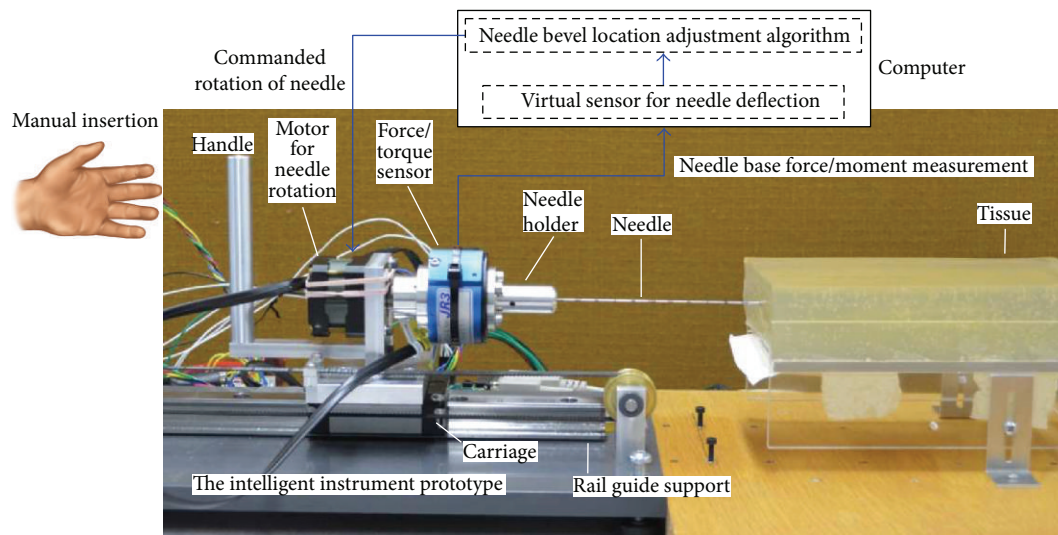 Needle bevel location adjustment algorithm
Commanded
rotation of needle
Computer
Virtual sensor for needle deflection
Manual insertion
Handle
Motor
for
needle
rotation
Force/
torque
sensor
Needle base force/moment measurement
Needle
holder
Needle
Tissue
JR3
Carriage
The intelligent instrument prototype
Rail guide support